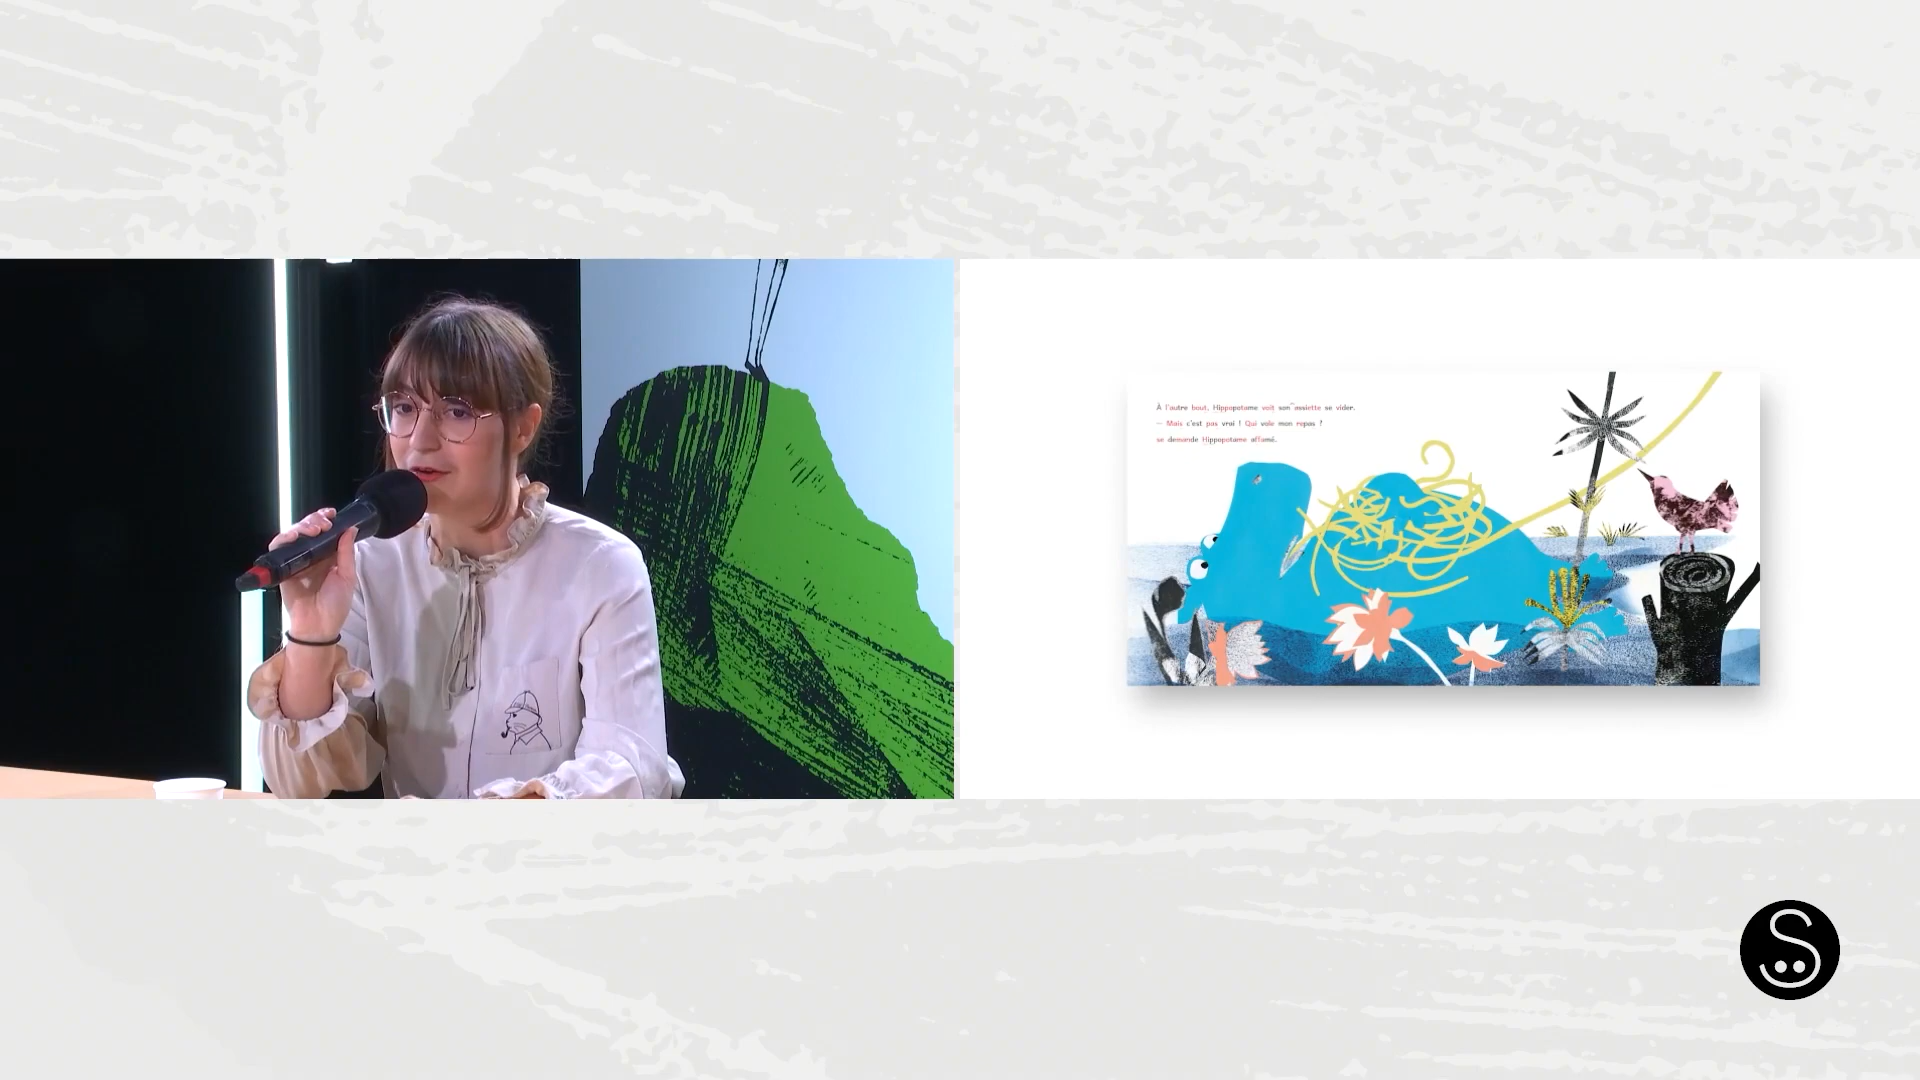 À l'autre bout, Hippopotame voit son assiette se vider.
— Mais c'est pas vrai ! Qui vole mon repas ?
se demande Hippopotame affamé.
S